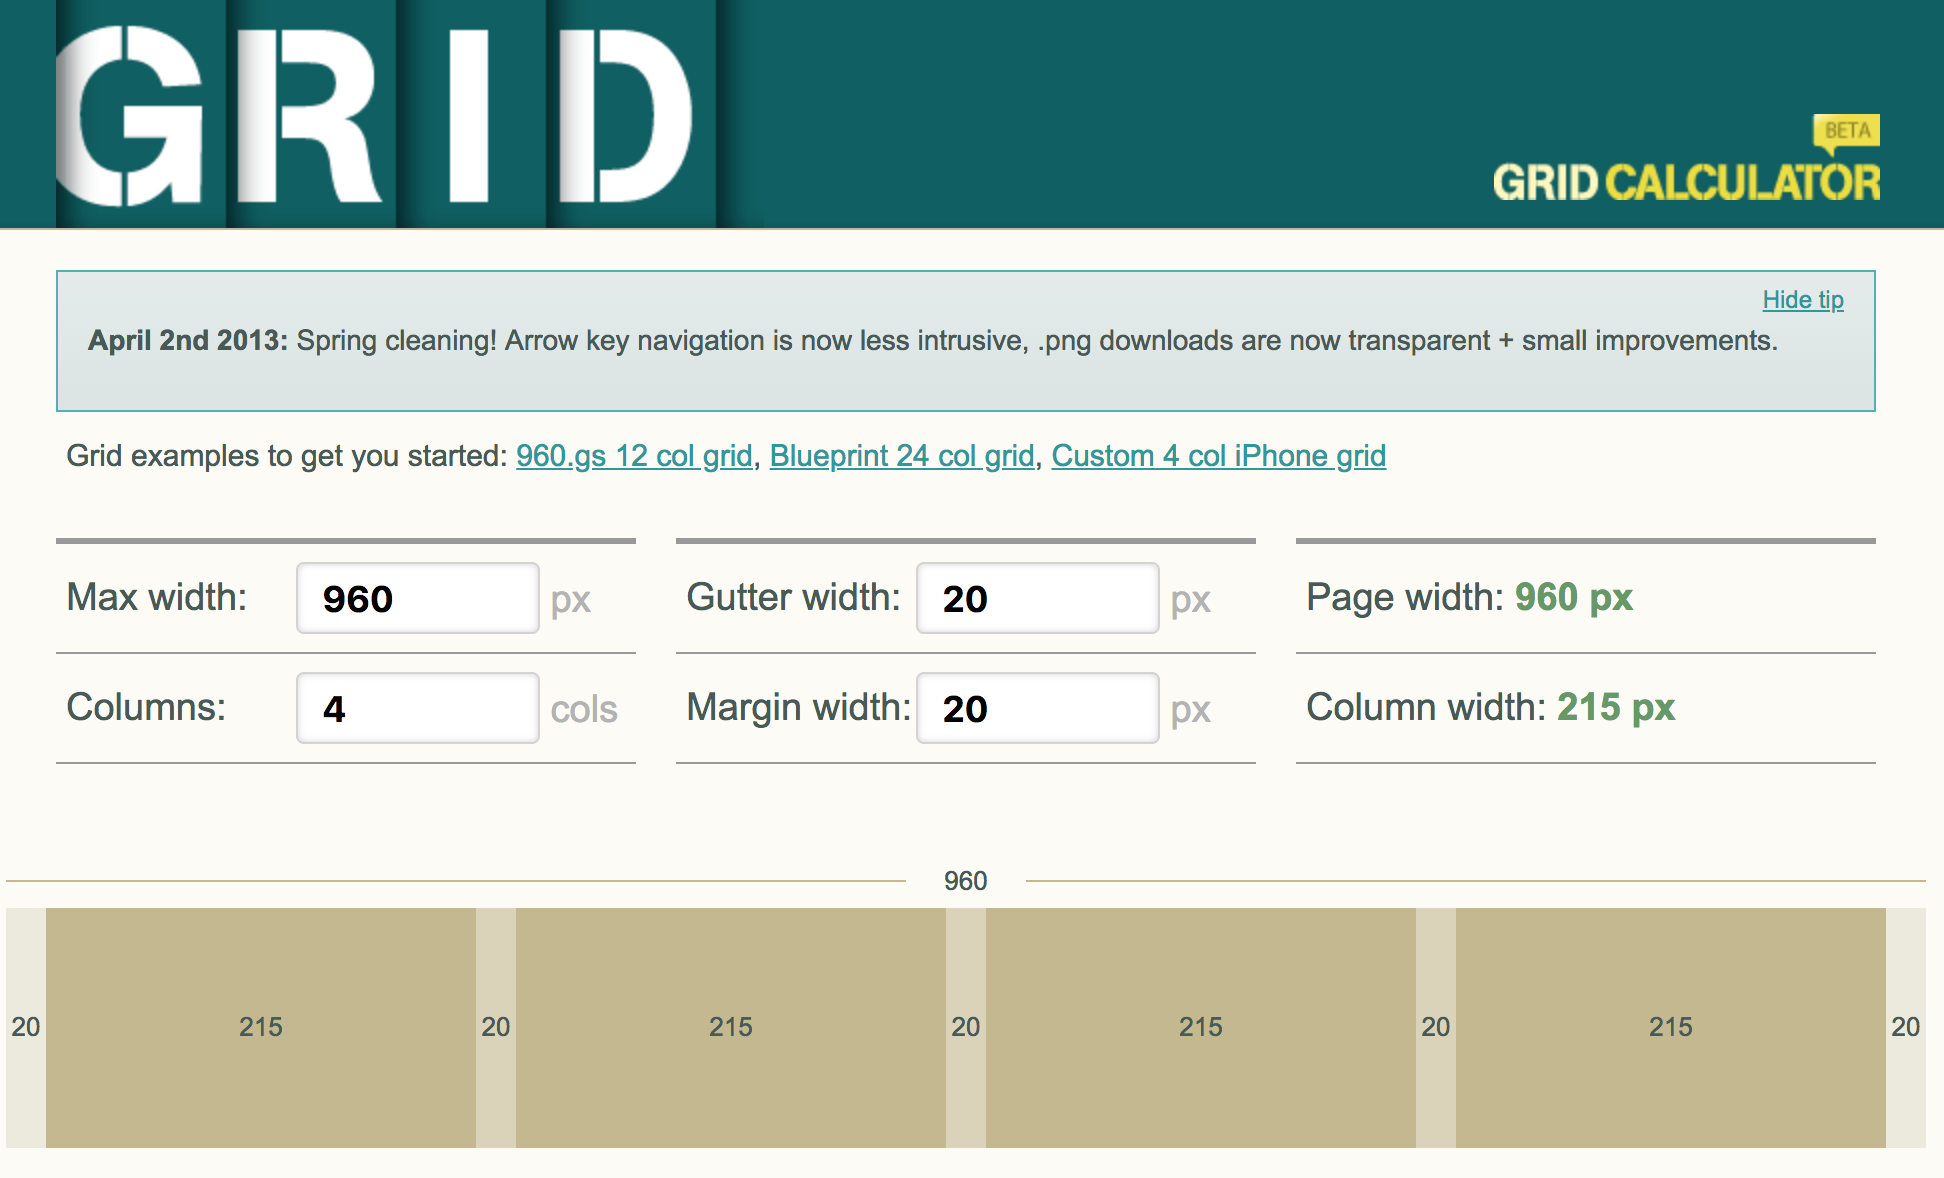 GRID
BETA
GRID CALCULATOR
Hide tip
April 2nd 2013: Spring cleaning! Arrow key navigation is now less intrusive, .png downloads are now transparent + small improvements.
Grid examples to get you started: 960.gs 12 col grid, Blueprint 24 col grid, Custom 4 col iPhone grid
Max width: 960 px
Gutter width: 20 px
Page width: 960 px
Columns: 4 cols
Margin width: 20 px
Column width: 215 px
960
20 215 20 215 20 215 20 215 20